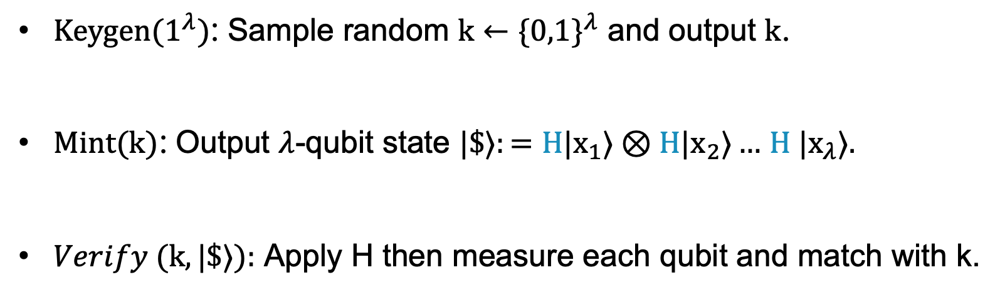 • Keygen(1^λ): Sample random k ← {0,1}^λ and output k.
• Mint(k): Output λ-qubit state |$⟩: = H|x₁⟩ ⊗ H|x₂⟩ … H |x_λ⟩.
• Verify (k, |$⟩): Apply H then measure each qubit and match with k.